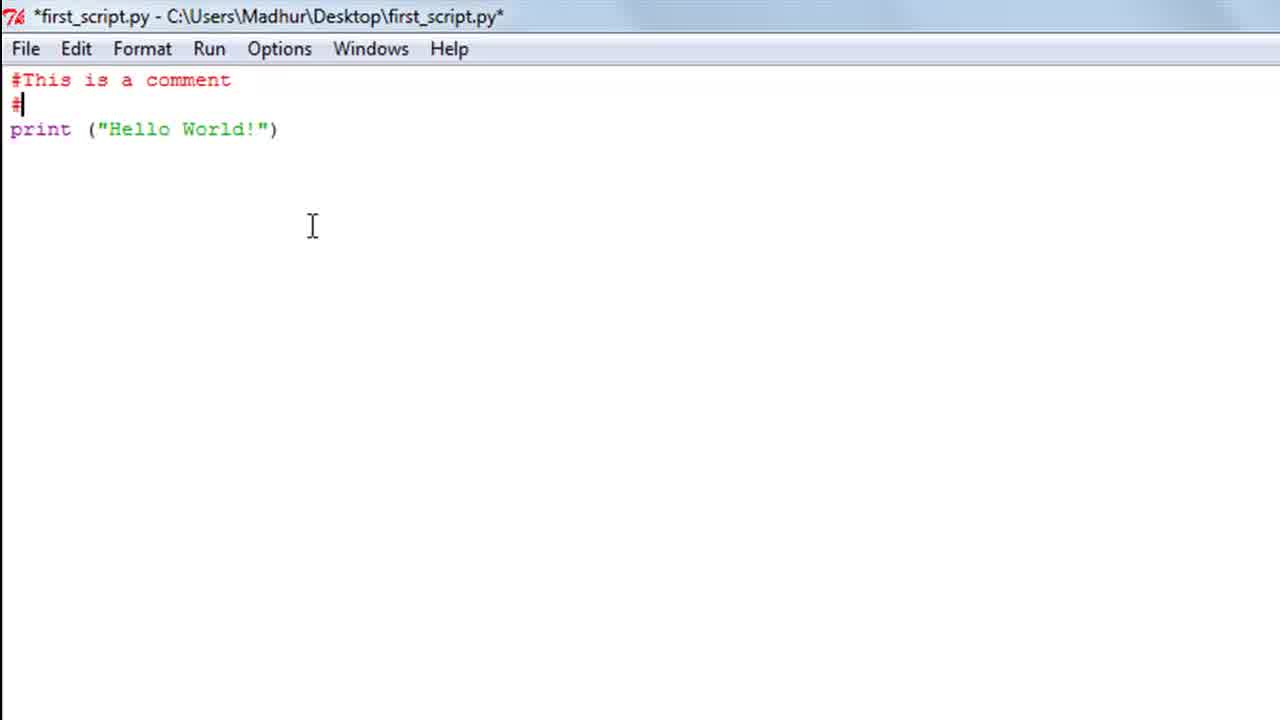 *first_script.py - C:\Users\Madhur\Desktop\first_script.py*
File Edit Format Run Options Windows Help
#This is a comment
#
print ("Hello World!")